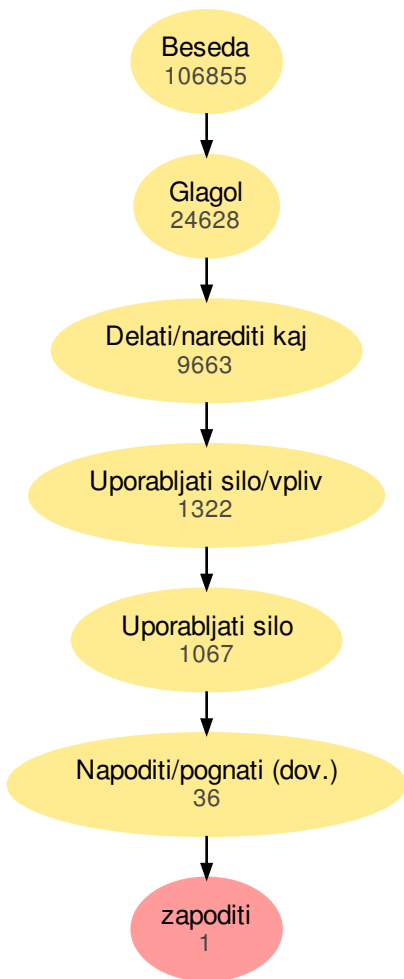 Beseda
106855
Glagol
24628
Delati/narediti kaj
9663
Uporabljati silo/vpliv
1322
Uporabljati silo
1067
Napoditi/pognati (dov.)
36
zapoditi
1